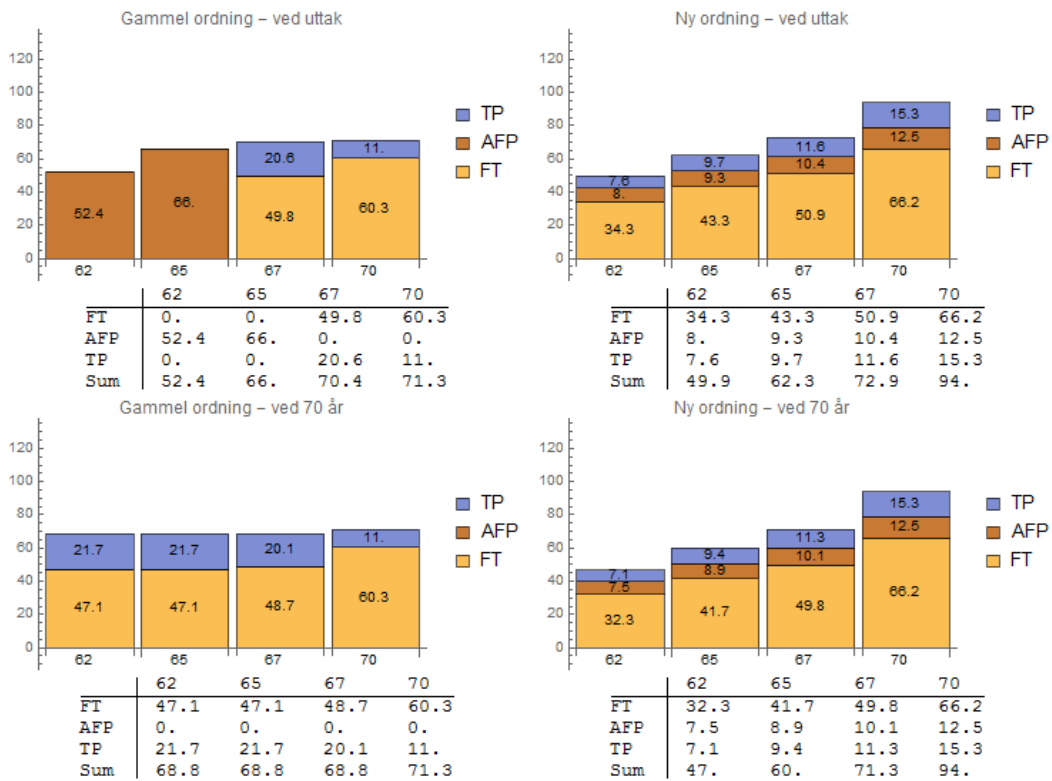 Gammel ordning – ved uttak
120
100
80
60
40
20
0
52.4
66.
20.6
49.8
11.
60.3
62 65 67 70
TP
AFP
FT
62 65 67 70
FT 0. 0. 49.8 60.3
AFP 52.4 66. 0. 0.
TP 0. 0. 20.6 11.
Sum 52.4 66. 70.4 71.3
Ny ordning – ved uttak
120
100
80
60
40
20
0
7.6
8.
34.3
9.7
9.3
43.3
11.6
10.4
50.9
15.3
12.5
66.2
62 65 67 70
TP
AFP
FT
62 65 67 70
FT 34.3 43.3 50.9 66.2
AFP 8. 9.3 10.4 12.5
TP 7.6 9.7 11.6 15.3
Sum 49.9 62.3 72.9 94.
Gammel ordning – ved 70 år
120
100
80
60
40
20
0
21.7
47.1
21.7
47.1
20.1
48.7
11.
60.3
62 65 67 70
TP
AFP
FT
62 65 67 70
FT 47.1 47.1 48.7 60.3
AFP 0. 0. 0. 0.
TP 21.7 21.7 20.1 11.
Sum 68.8 68.8 68.8 71.3
Ny ordning – ved 70 år
120
100
80
60
40
20
0
7.1
7.5
32.3
9.4
8.9
41.7
11.3
10.1
49.8
15.3
12.5
66.2
62 65 67 70
TP
AFP
FT
62 65 67 70
FT 32.3 41.7 49.8 66.2
AFP 7.5 8.9 10.1 12.5
TP 7.1 9.4 11.3 15.3
Sum 47. 60. 71.3 94.